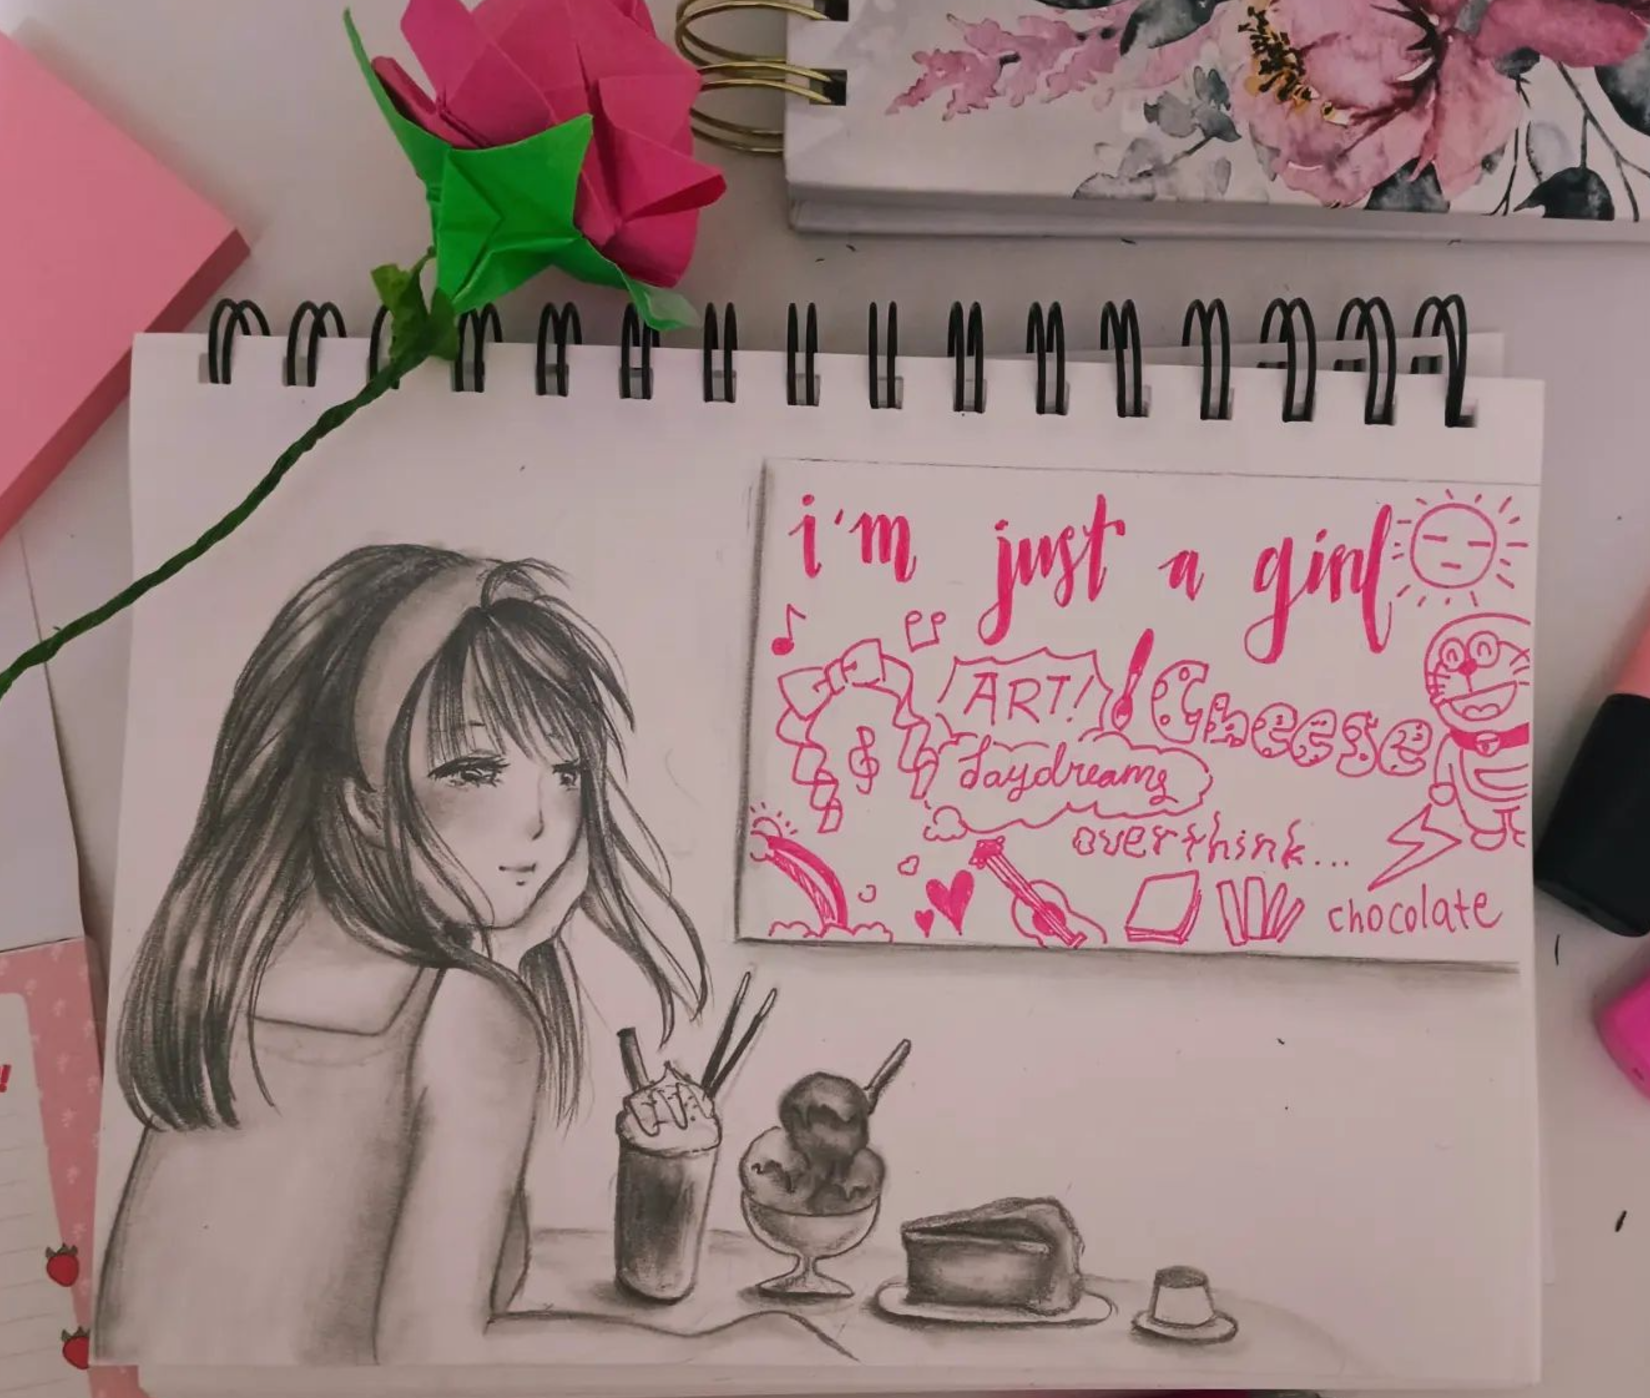 i'm just a girl
ART! Cheese
daydreams
overthink...
chocolate
!